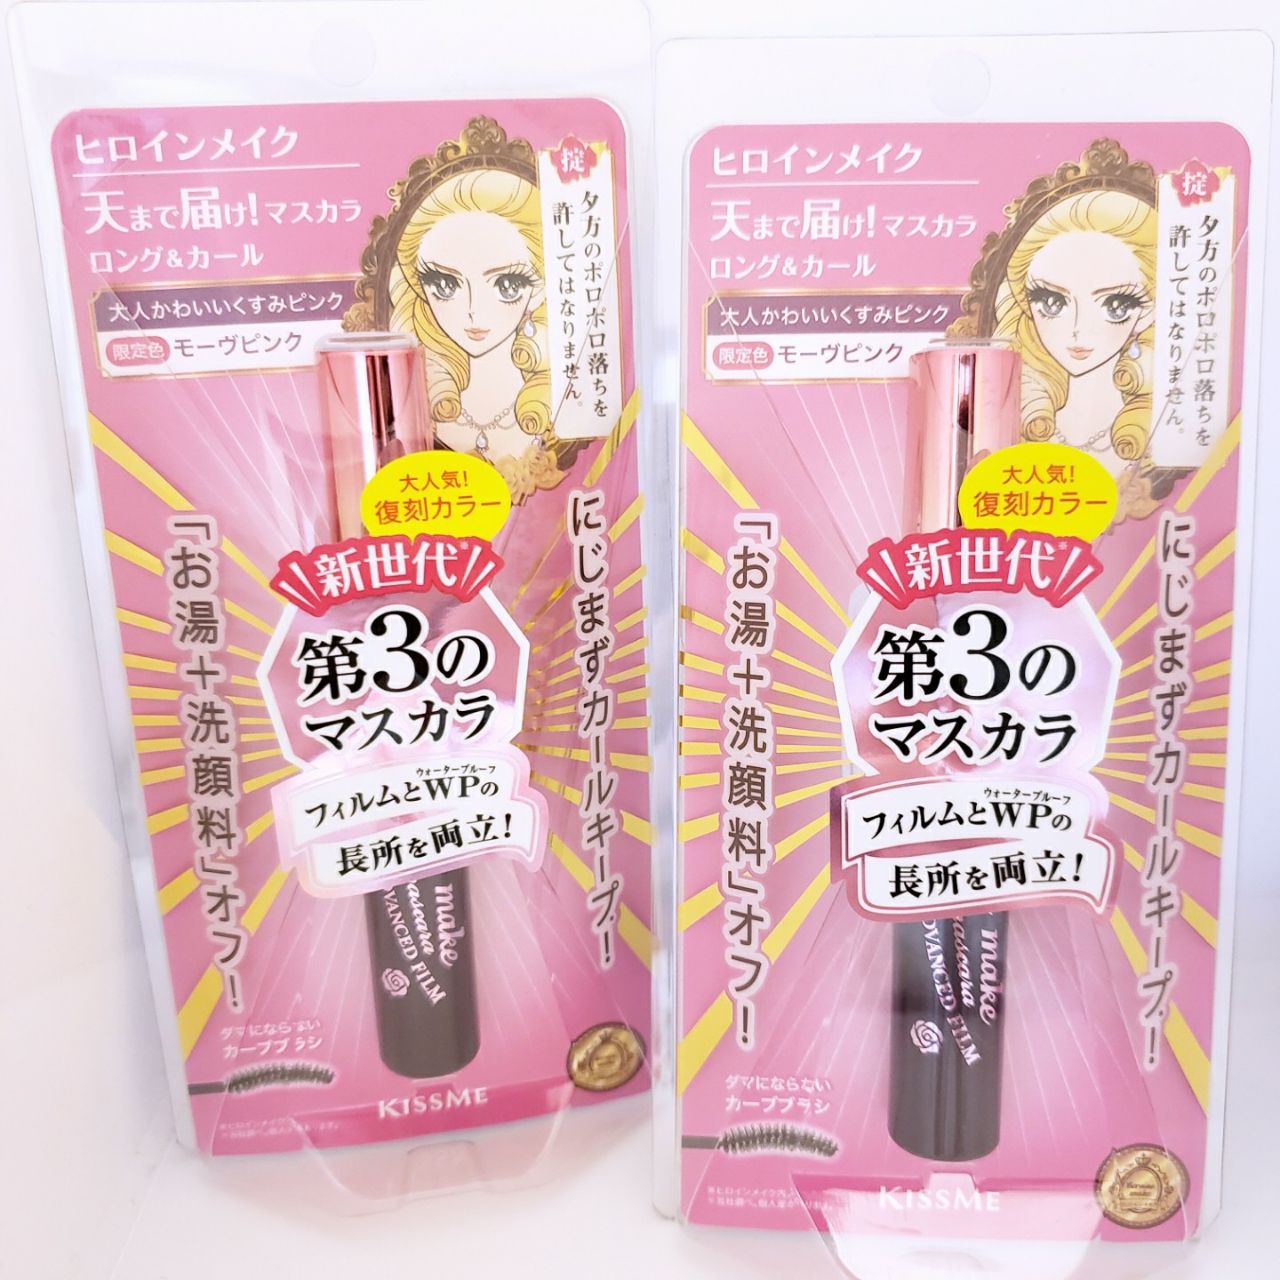 ヒロインメイク
天まで届け!マスカラ
ロング&カール
大人かわいいくすみピンク
限定色 モーヴピンク
掟
夕方のポロポロ落ちを
許してはなりません。
大人気!
復刻カラー
新世代※
第3の
マスカラ
ウォータープルーフ
フィルムとWPの
長所を両立!
にじまずカールキープ!
「お湯+洗顔料」オフ!
make
mascara
ADVANCED FILM
ダマにならない
カーブブラシ
KISSME
ヒロインメイク
天まで届け!マスカラ
ロング&カール
大人かわいいくすみピンク
限定色 モーヴピンク
掟
夕方のポロポロ落ちを
許してはなりません。
大人気!
復刻カラー
新世代※
第3の
マスカラ
ウォータープルーフ
フィルムとWPの
長所を両立!
にじまずカールキープ!
「お湯+洗顔料」オフ!
make
mascara
ADVANCED FILM
ダマにならない
カーブブラシ
KISSME